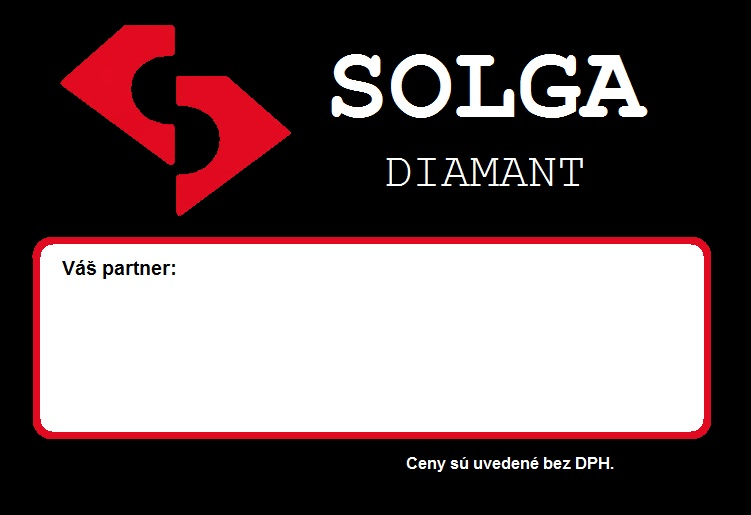 SOLGA
DIAMANT
Váš partner:
Ceny sú uvedené bez DPH.